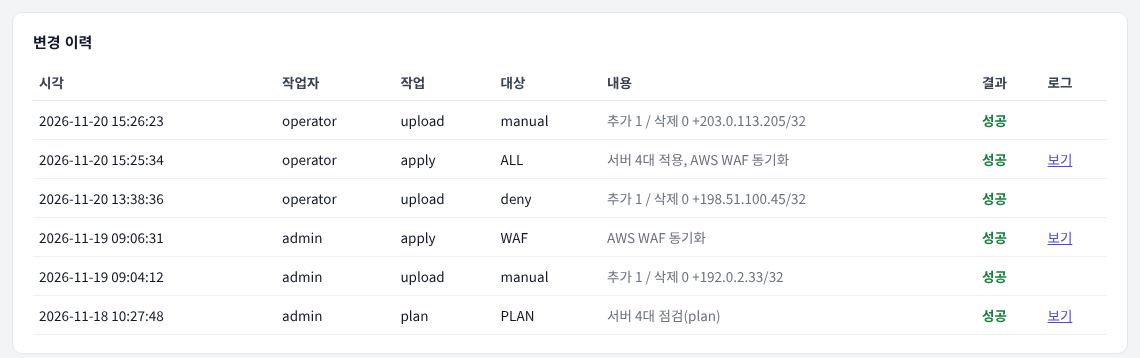 변경 이력
시각 작업자 작업 대상 내용 결과 로그
2026-11-20 15:26:23 operator upload manual 추가 1 / 삭제 0 +203.0.113.205/32 성공
2026-11-20 15:25:34 operator apply ALL 서버 4대 적용, AWS WAF 동기화 성공 보기
2026-11-20 13:38:36 operator upload deny 추가 1 / 삭제 0 +198.51.100.45/32 성공
2026-11-19 09:06:31 admin apply WAF AWS WAF 동기화 성공 보기
2026-11-19 09:04:12 admin upload manual 추가 1 / 삭제 0 +192.0.2.33/32 성공
2026-11-18 10:27:48 admin plan PLAN 서버 4대 점검(plan) 성공 보기